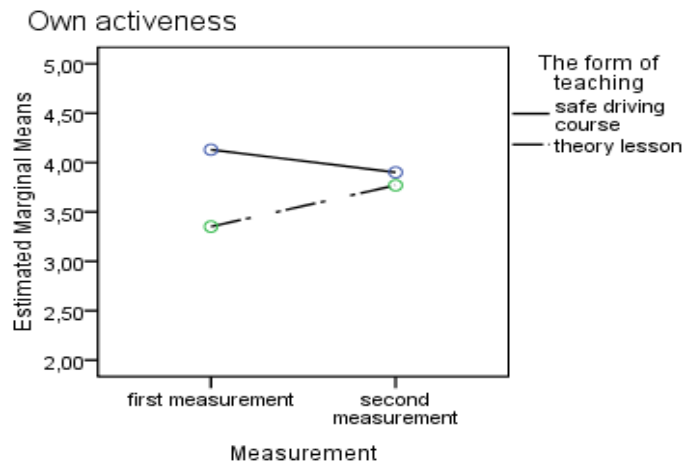 Own activeness
Estimated Marginal Means
5,00
4,50
4,00
3,50
3,00
2,50
2,00
first measurement
second
measurement
Measurement
The form of
teaching
safe driving
course
theory lesson